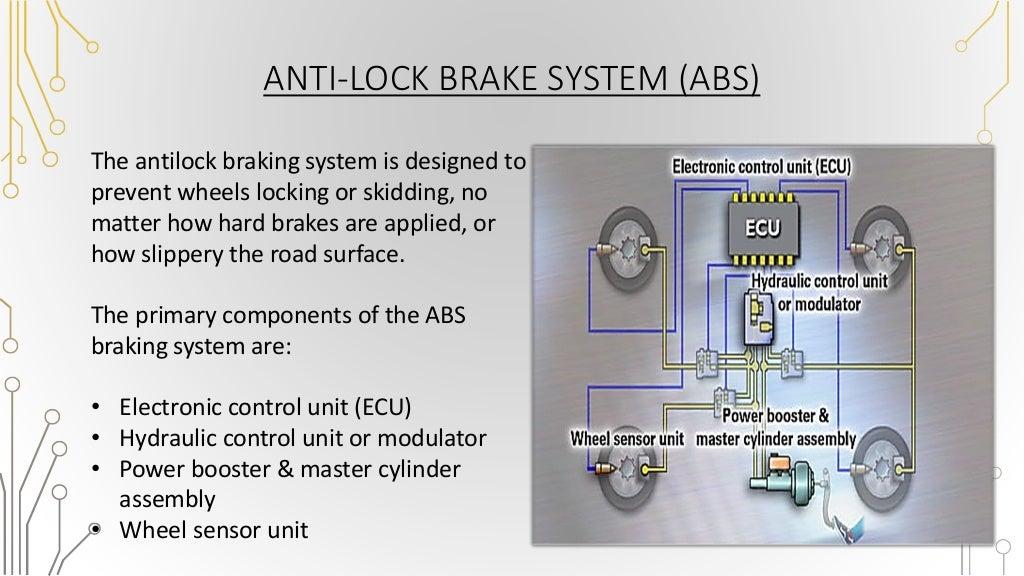 ANTI-LOCK BRAKE SYSTEM (ABS)
The antilock braking system is designed to
prevent wheels locking or skidding, no
matter how hard brakes are applied, or
how slippery the road surface.
The primary components of the ABS
braking system are:
• Electronic control unit (ECU)
• Hydraulic control unit or modulator
• Power booster & master cylinder
assembly
• Wheel sensor unit
Electronic control unit (ECU)
ECU
Hydraulic control unit
or modulator
Power booster &
Wheel sensor unit master cylinder assembly